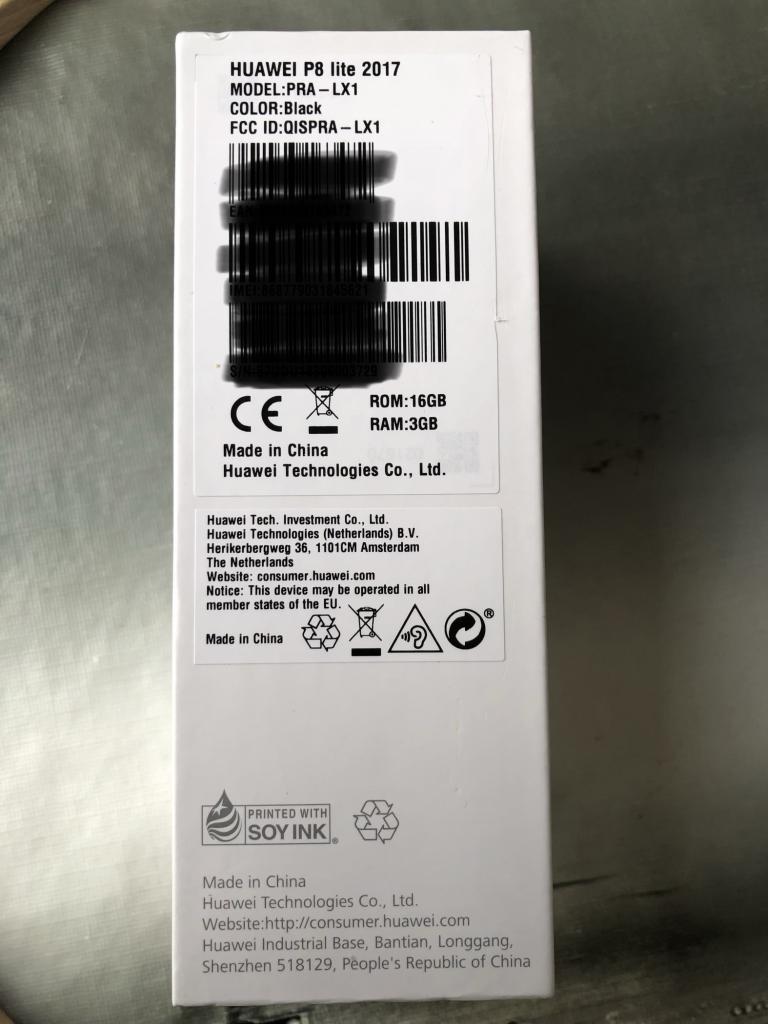 HUAWEI P8 lite 2017
MODEL:PRA–LX1
COLOR:Black
FCC ID:QISPRA–LX1
EAN
IMEI:
S/N
CE
ROM:16GB
RAM:3GB
Made in China
Huawei Technologies Co., Ltd.
Huawei Tech. Investment Co., Ltd.
Huawei Technologies (Netherlands) B.V.
Herikerbergweg 36, 1101CM Amsterdam
The Netherlands
Website: consumer.huawei.com
Notice: This device may be operated in all
member states of the EU.
Made in China
®
PRINTED WITH
SOY INK®
Made in China
Huawei Technologies Co., Ltd.
Website:http://consumer.huawei.com
Huawei Industrial Base, Bantian, Longgang,
Shenzhen 518129, People's Republic of China